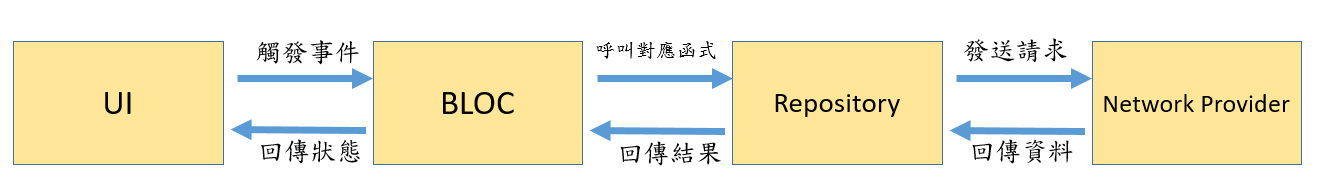 觸發事件
呼叫對應函式
發送請求
UI
BLOC
Repository
Network Provider
回傳狀態
回傳結果
回傳資料